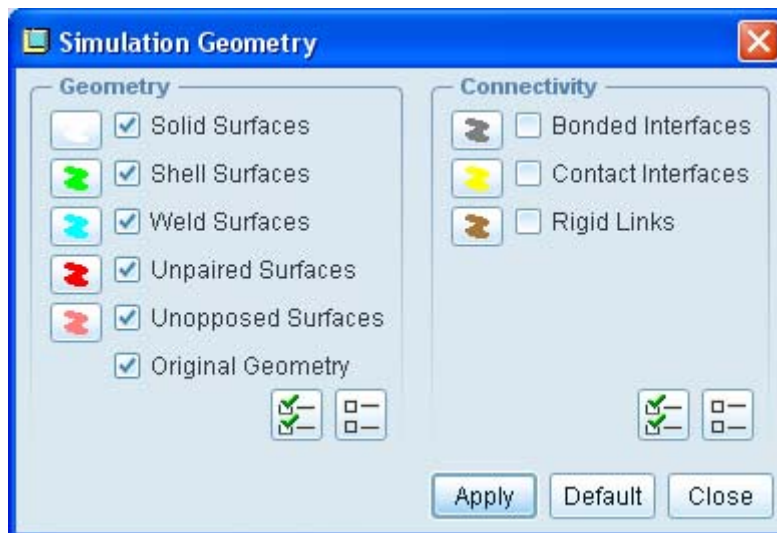 Simulation Geometry
Geometry
Solid Surfaces
Shell Surfaces
Weld Surfaces
Unpaired Surfaces
Unopposed Surfaces
Original Geometry
Connectivity
Bonded Interfaces
Contact Interfaces
Rigid Links
Apply
Default
Close